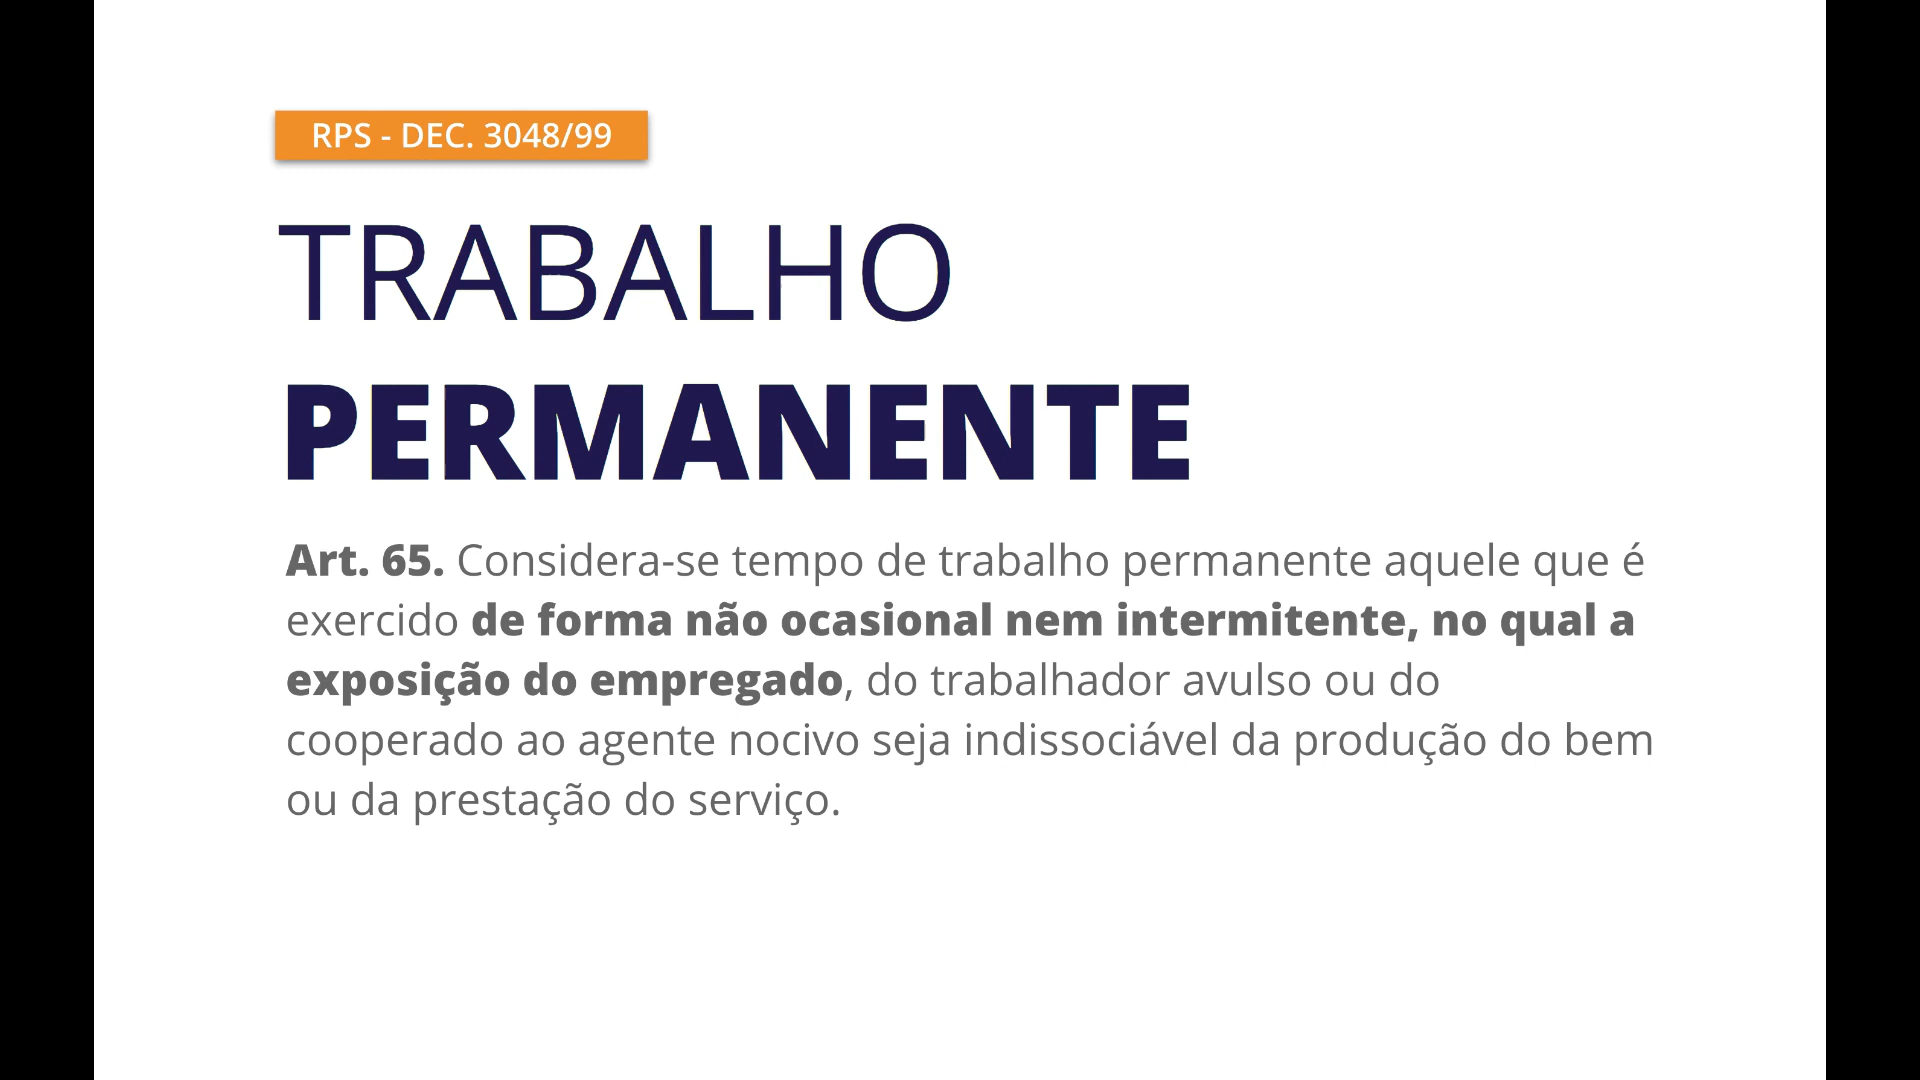 RPS - DEC. 3048/99
TRABALHO
PERMANENTE
Art. 65. Considera-se tempo de trabalho permanente aquele que é
exercido de forma não ocasional nem intermitente, no qual a
exposição do empregado, do trabalhador avulso ou do
cooperado ao agente nocivo seja indissociável da produção do bem
ou da prestação do serviço.